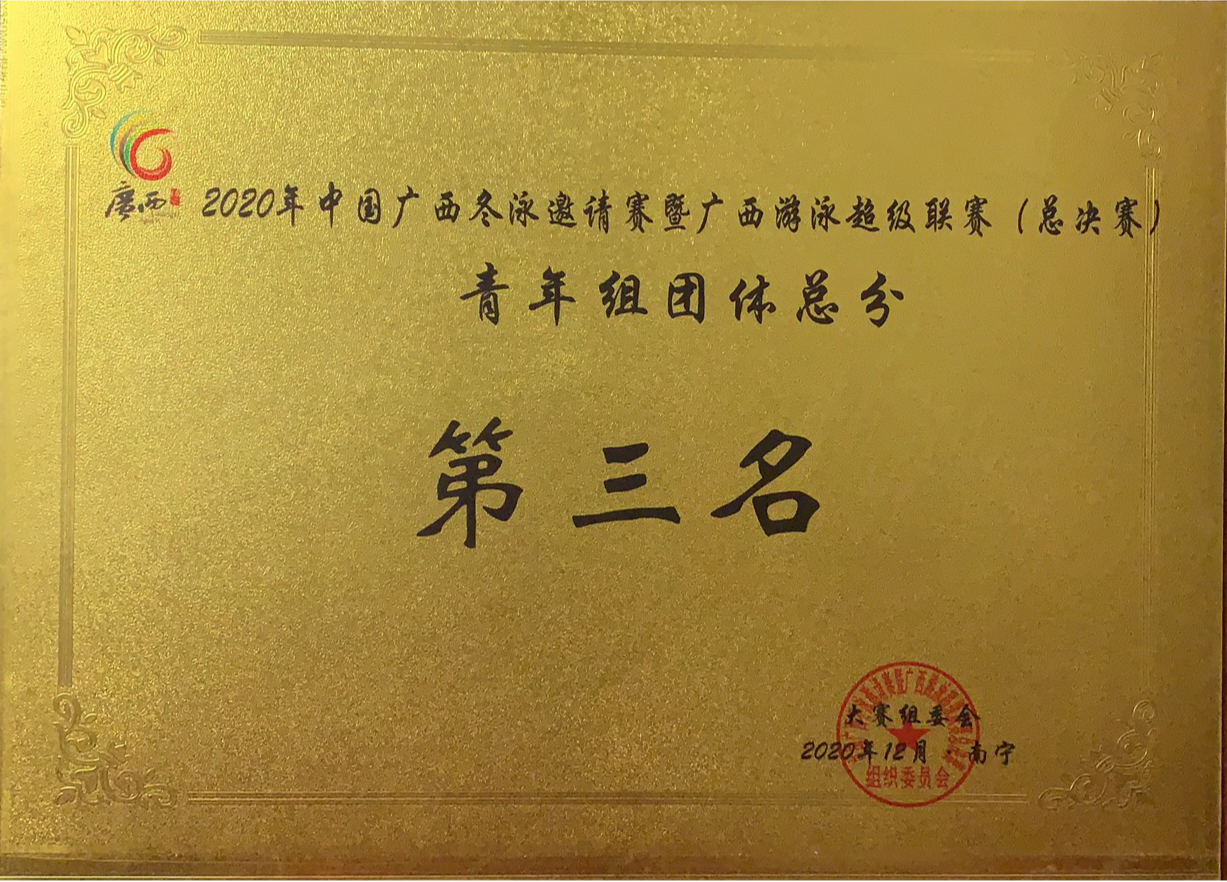 廣西
2020年中国广西冬泳邀请赛暨广西游泳超级联赛（总决赛）
青年组团体总分
第三名
大赛组委会
2020年12月·南宁
组织委员会